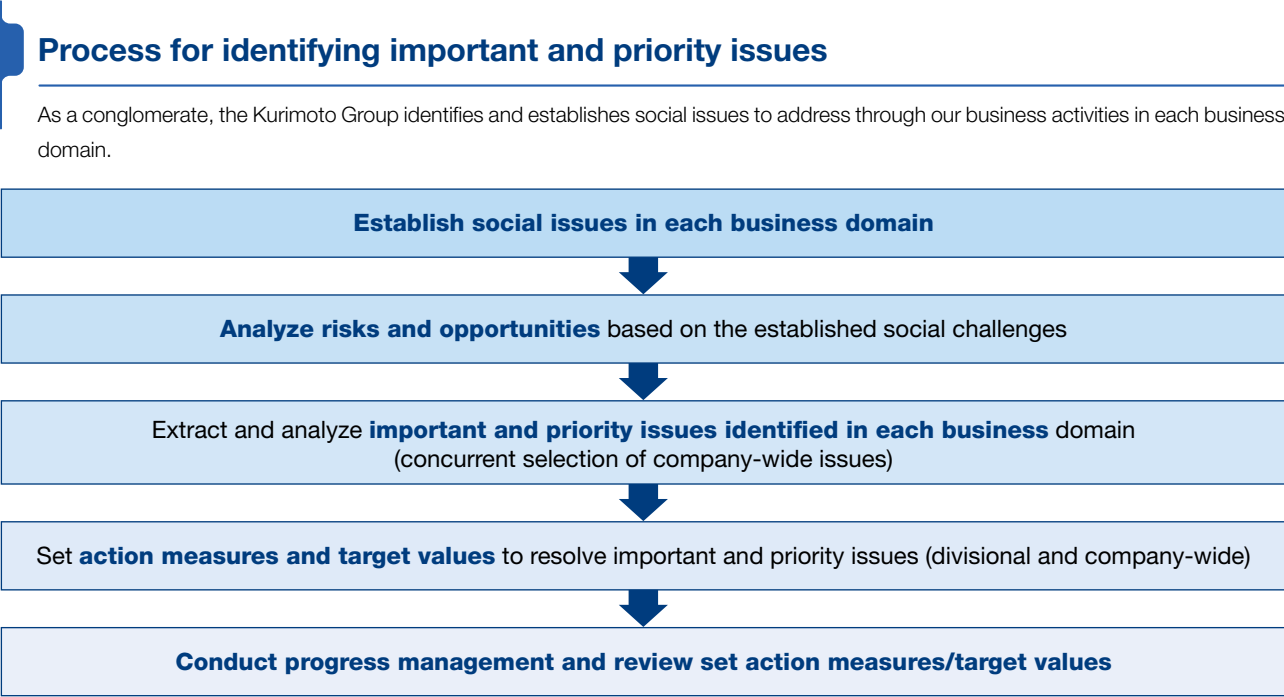 Process for identifying important and priority issues
As a conglomerate, the Kurimoto Group identifies and establishes social issues to address through our business activities in each business
domain.
Establish social issues in each business domain
Analyze risks and opportunities based on the established social challenges
Extract and analyze important and priority issues identified in each business domain
(concurrent selection of company-wide issues)
Set action measures and target values to resolve important and priority issues (divisional and company-wide)
Conduct progress management and review set action measures/target values